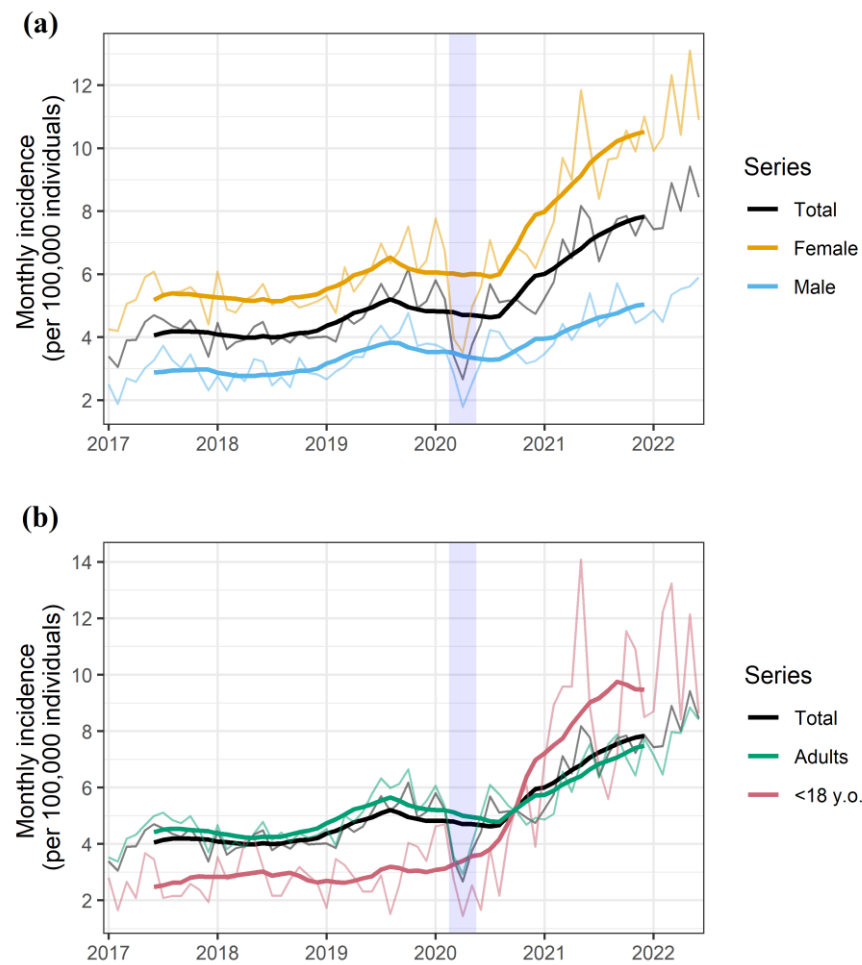 (a)
Monthly incidence
(per 100,000 individuals)
12
10
8
6
4
2
2017 2018 2019 2020 2021 2022
Series
Total
Female
Male
(b)
Monthly incidence
(per 100,000 individuals)
14
12
10
8
6
4
2
2017 2018 2019 2020 2021 2022
Series
Total
Adults
<18 y.o.